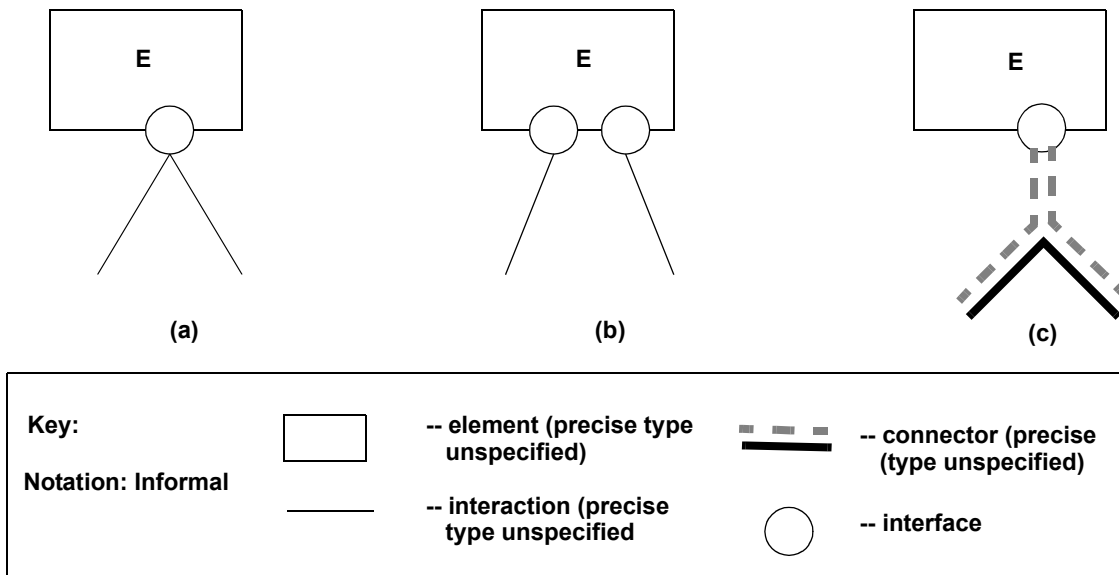 E
E
E
(a)
(b)
(c)
Key:
Notation: Informal
-- element (precise type
unspecified)
-- interaction (precise
type unspecified
-- connector (precise
(type unspecified)
-- interface